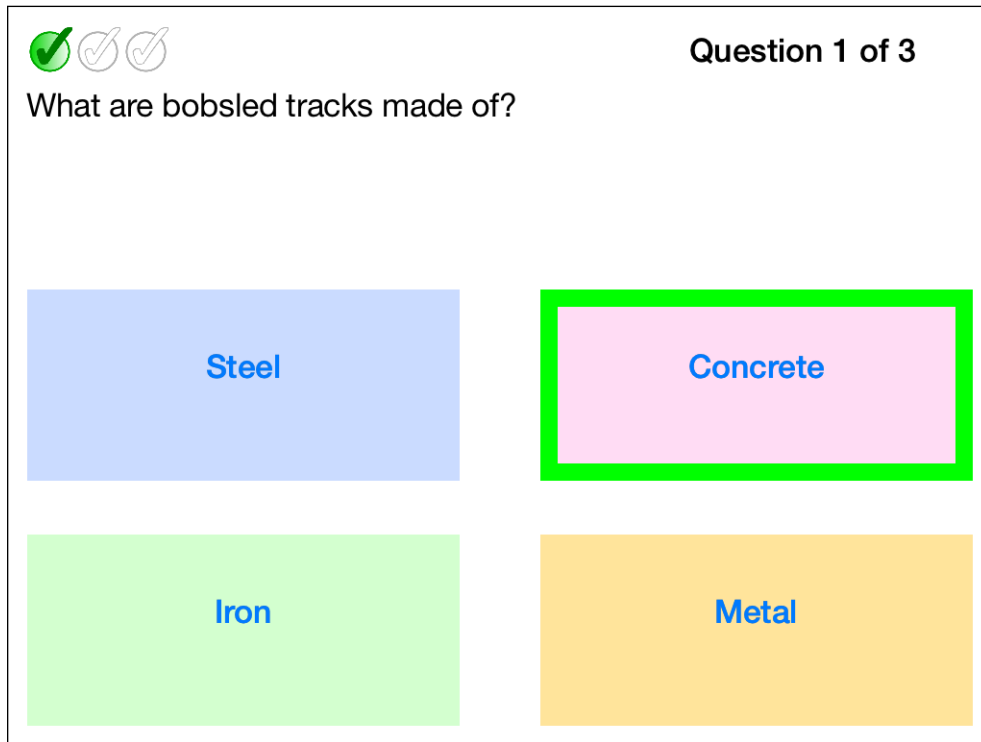 Question 1 of 3
What are bobsled tracks made of?
Steel
Concrete
Iron
Metal